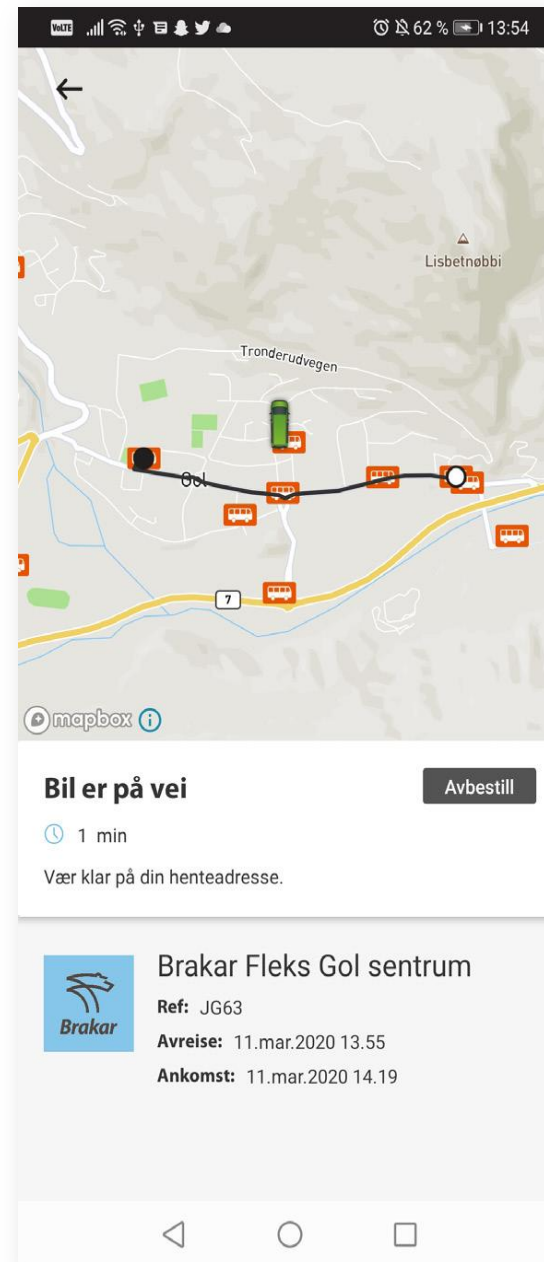 VoLTE 62 % 13:54
Lisbetnøbbi
Tronderudvegen
Gol
7
mapbox
Bil er på vei
Avbestill
1 min
Vær klar på din henteadresse.
Brakar
Brakar Fleks Gol sentrum
Ref: JG63
Avreise: 11.mar.2020 13.55
Ankomst: 11.mar.2020 14.19